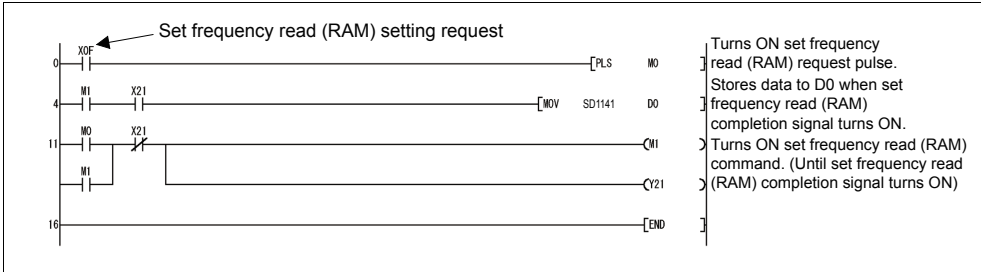 Set frequency read (RAM) setting request
X0F
0
[PLS M0 ]
Turns ON set frequency
read (RAM) request pulse.
M1 X21
4
[MOV SD1141 D0 ]
Stores data to D0 when set
frequency read (RAM)
completion signal turns ON.
M0 X21
11
(M1 )
Turns ON set frequency read (RAM)
command. (Until set frequency read
(RAM) completion signal turns ON)
M1
(Y21 )
16
[END ]